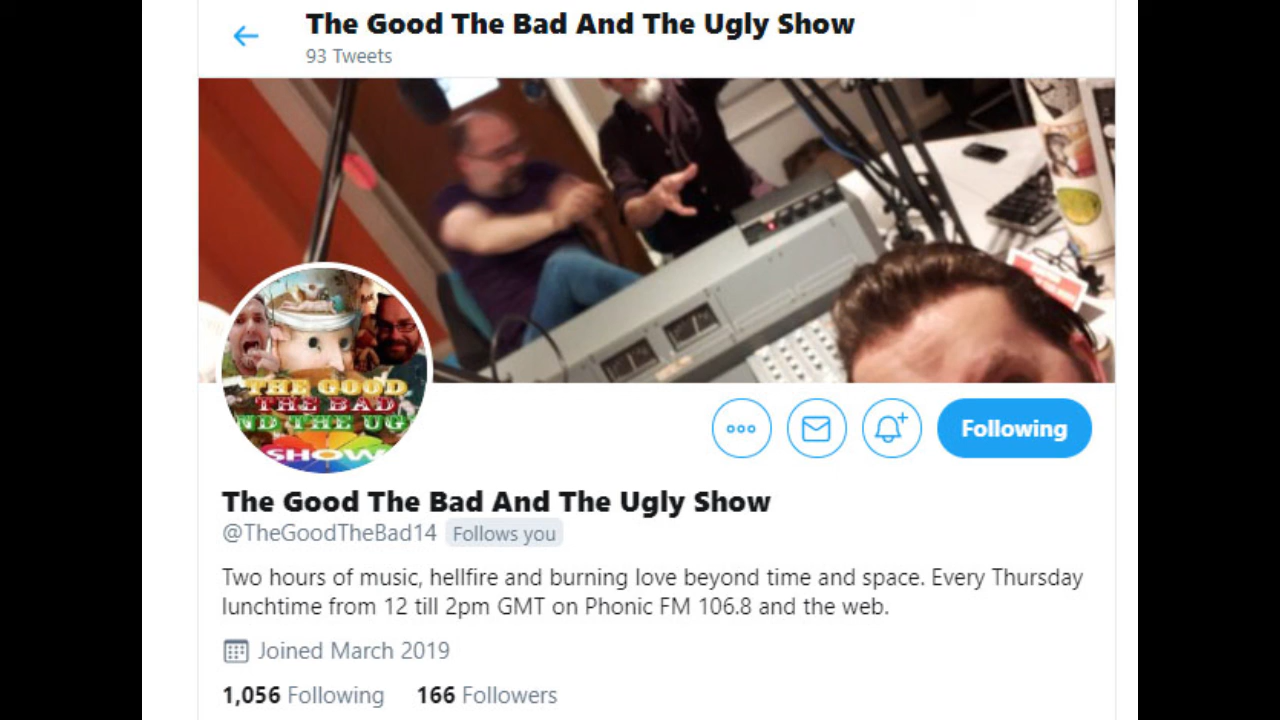 The Good The Bad And The Ugly Show
93 Tweets
THE GOOD
THE BAD
ND THE UG
SHOW
Following
The Good The Bad And The Ugly Show
@TheGoodTheBad14 Follows you
Two hours of music, hellfire and burning love beyond time and space. Every Thursday
lunchtime from 12 till 2pm GMT on Phonic FM 106.8 and the web.
Joined March 2019
1,056 Following 166 Followers